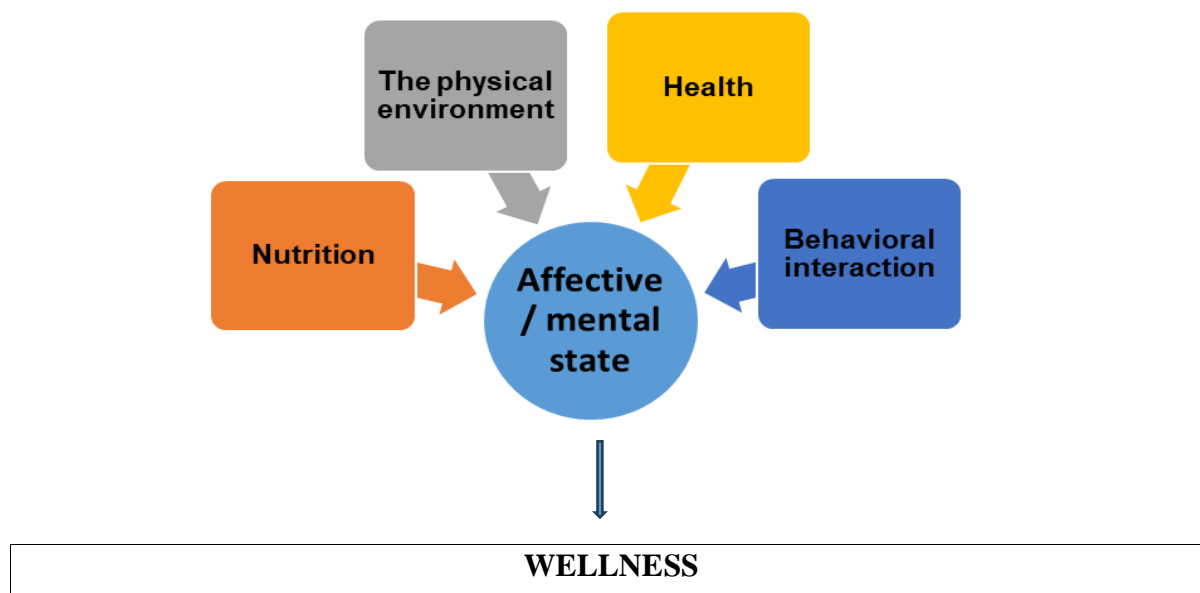 The physical
environment
Health
Nutrition
Behavioral
interaction
Affective
/ mental
state
WELLNESS